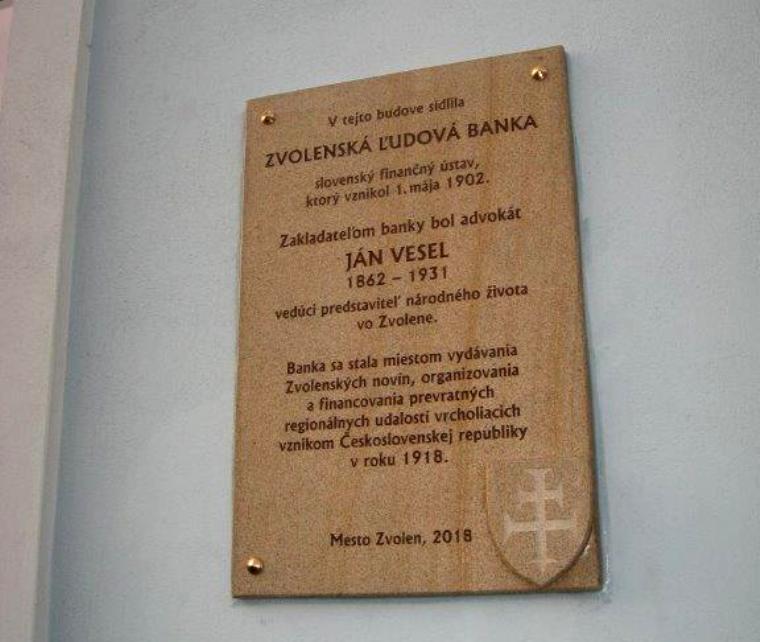 V tejto budove sídlila
ZVOLENSKÁ ĽUDOVÁ BANKA
slovenský finančný ústav,
ktorý vznikol 1. mája 1902.
Zakladateľom banky bol advokát
JÁN VESEL
1862 – 1931
vedúci predstaviteľ národného života
vo Zvolene.
Banka sa stala miestom vydávania
Zvolenských novín, organizovania
a financovania prevratných
regionálnych udalostí vrcholiacich
vznikom Československej republiky
v roku 1918.
Mesto Zvolen, 2018